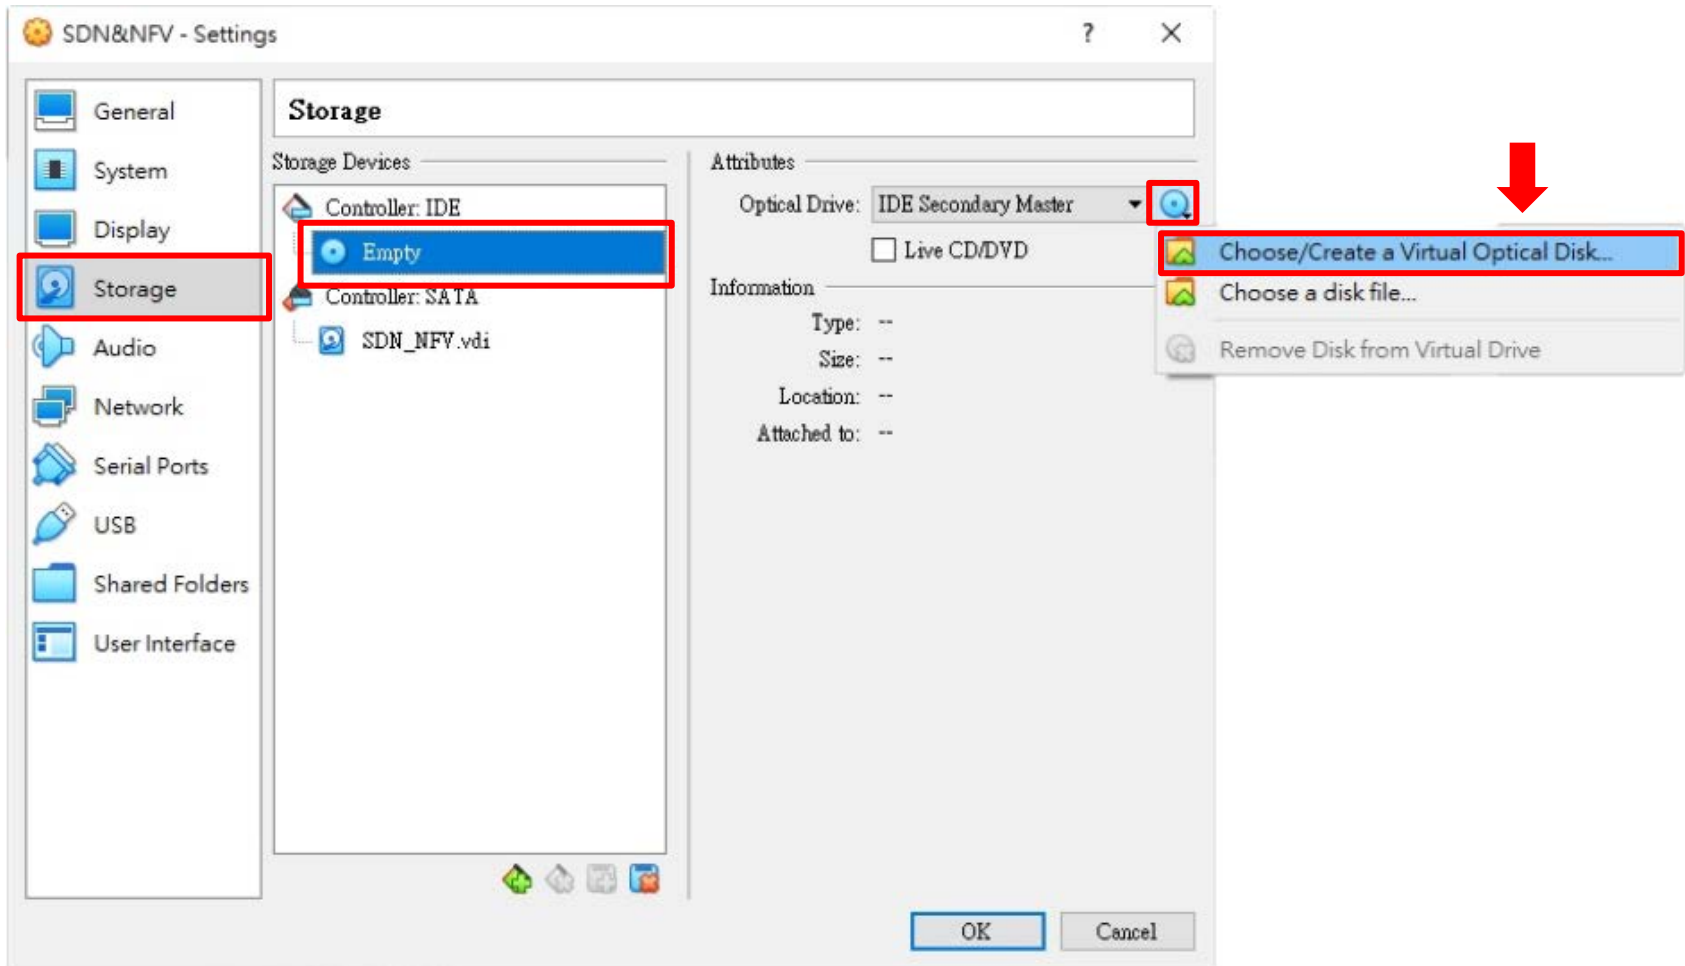 SDN&NFV - Settings
?
General
System
Display
Storage
Audio
Network
Serial Ports
USB
Shared Folders
User Interface
Storage
Storage Devices
Controller: IDE
Empty
Controller: SATA
SDN_NFV.vdi
Attributes
Optical Drive: IDE Secondary Master
Live CD/DVD
Information
Type: --
Size: --
Location: --
Attached to: --
Choose/Create a Virtual Optical Disk...
Choose a disk file...
Remove Disk from Virtual Drive
OK Cancel